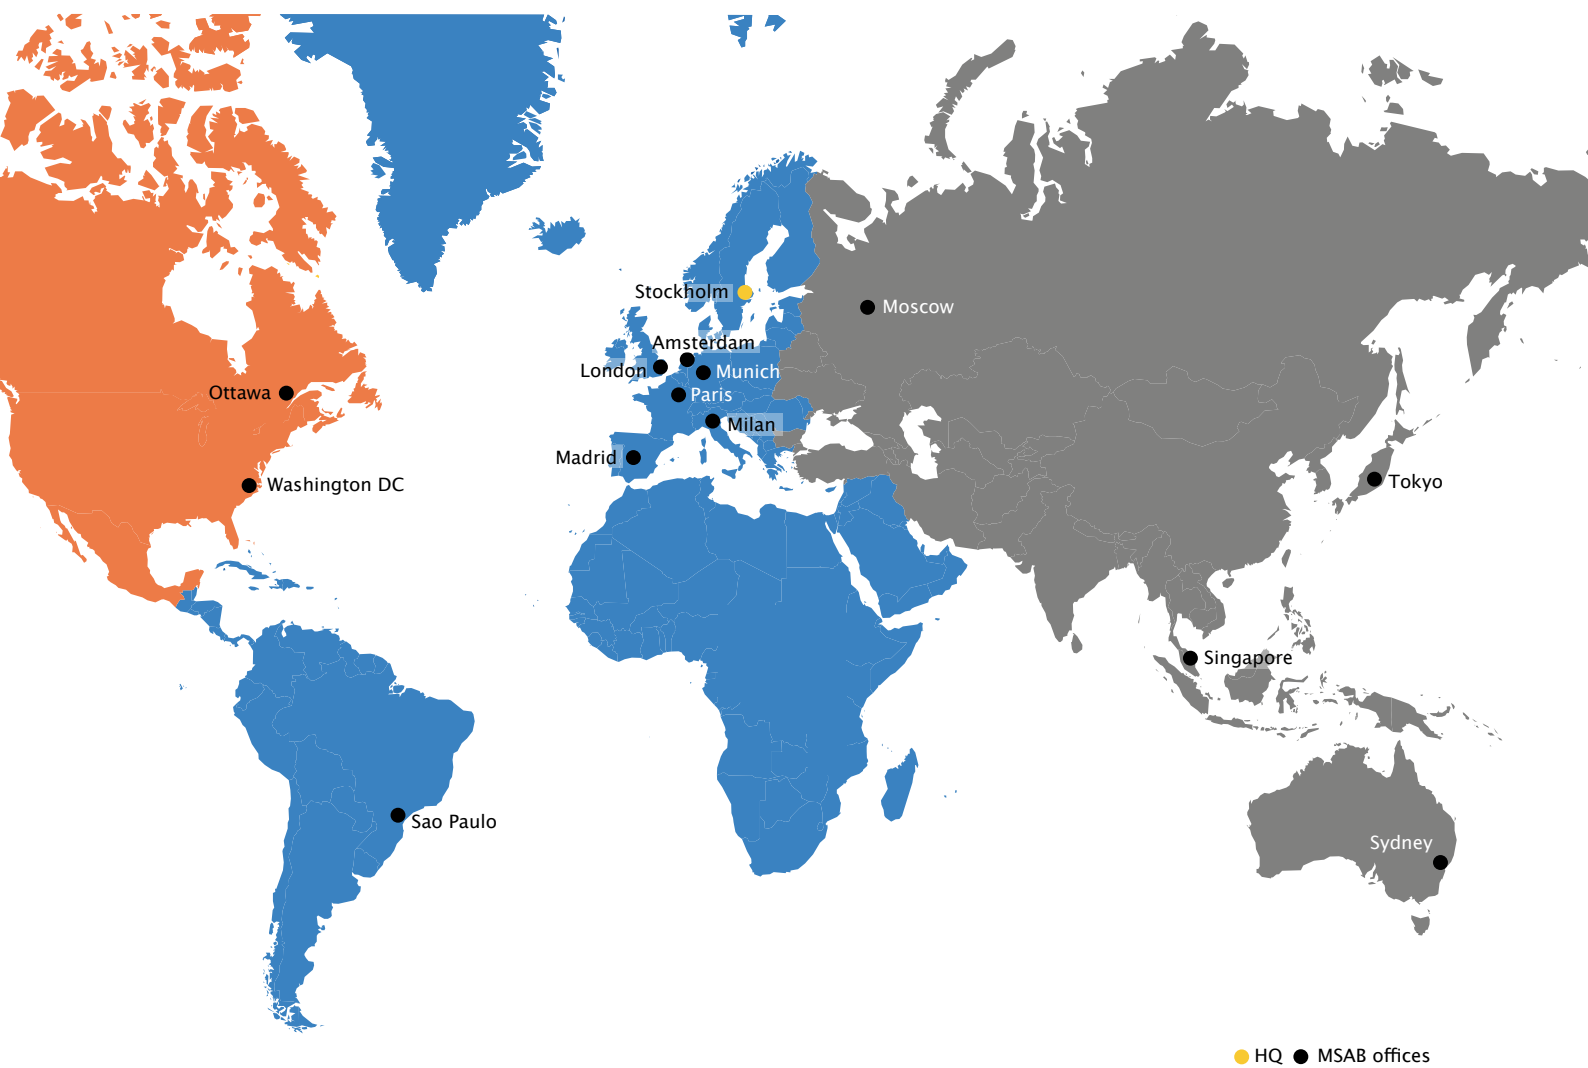 Stockholm
Moscow
Amsterdam
London
Munich
Ottawa
Paris
Milan
Madrid
Washington DC
Tokyo
Singapore
Sao Paulo
Sydney
HQ MSAB offices